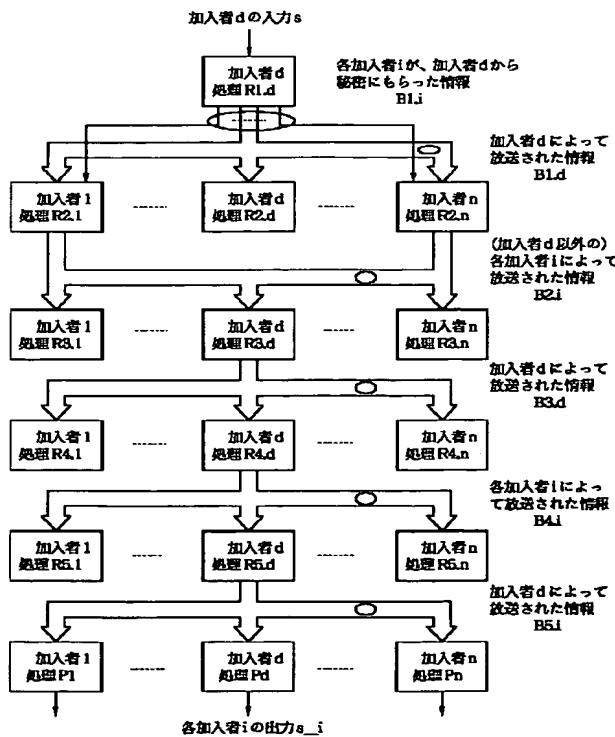 加入者dの入力s
加入者d
処理R1.d
各加入者iが、加入者dから
秘密にもらった情報
B1.i
加入者dによって
放送された情報
B1.d
加入者1
処理R2.1
加入者d
処理R2.d
加入者n
処理R2.n
(加入者d以外の)
各加入者iによって
放送された情報
B2.i
加入者1
処理R3.1
加入者d
処理R3.d
加入者n
処理R3.n
加入者dによって
放送された情報
B3.d
加入者1
処理R4.1
加入者d
処理R4.d
加入者n
処理R4.n
各加入者iによっ
て放送された情報
B4.i
加入者1
処理R5.1
加入者d
処理R5.d
加入者n
処理R5.n
加入者dによって
放送された情報
B5.i
加入者1
処理P1
加入者d
処理Pd
加入者n
処理Pn
各加入者iの出力s_i